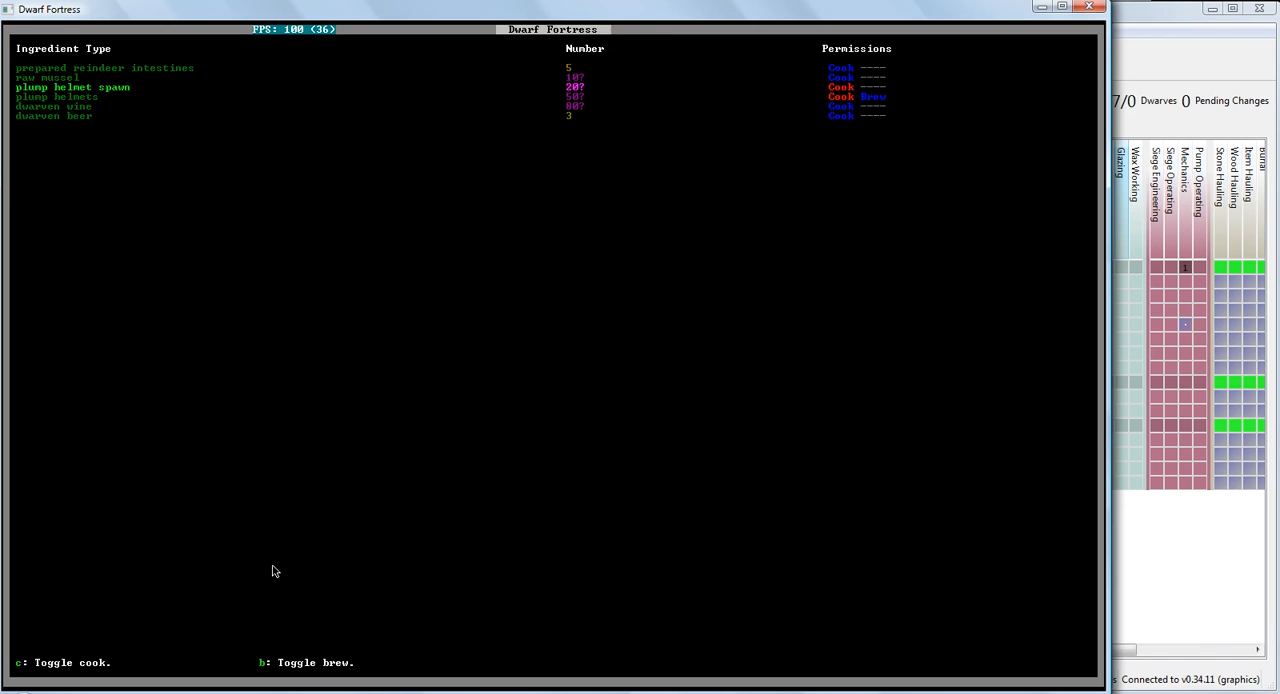 Dwarf Fortress
FPS: 100 (36) Dwarf Fortress
Ingredient Type Number Permissions
prepared reindeer intestines 5 Cook ----
raw mussel 10? Cook ----
plump helmet spawn 20? Cook ----
plump helmets 50? Cook Brew
dwarven wine 80? Cook ----
dwarven beer 3 Cook ----
c: Toggle cook. b: Toggle brew.
7/0 Dwarves 0 Pending Changes
Glazing
Wax Working
Siege Engineering
Siege Operating
Mechanics
Pump Operating
Stone Hauling
Wood Hauling
Item Hauling
Burial
1
s Connected to v0.34.11 (graphics)